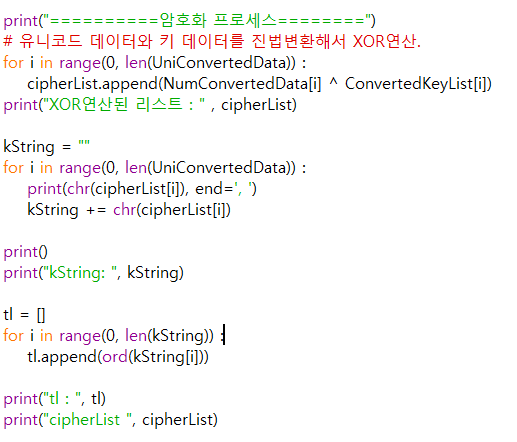 print("==========암호화 프로세스========")
# 유니코드 데이터와 키 데이터를 진법변환해서 XOR연산.
for i in range(0, len(UniConvertedData)) :
    cipherList.append(NumConvertedData[i] ^ ConvertedKeyList[i])
print("XOR연산된 리스트 : " , cipherList)

kString = ""
for i in range(0, len(UniConvertedData)) :
    print(chr(cipherList[i]), end=', ')
    kString += chr(cipherList[i])

print()
print("kString: ", kString)

tl = []
for i in range(0, len(kString)) :
    tl.append(ord(kString[i]))

print("tl : ", tl)
print("cipherList ", cipherList)